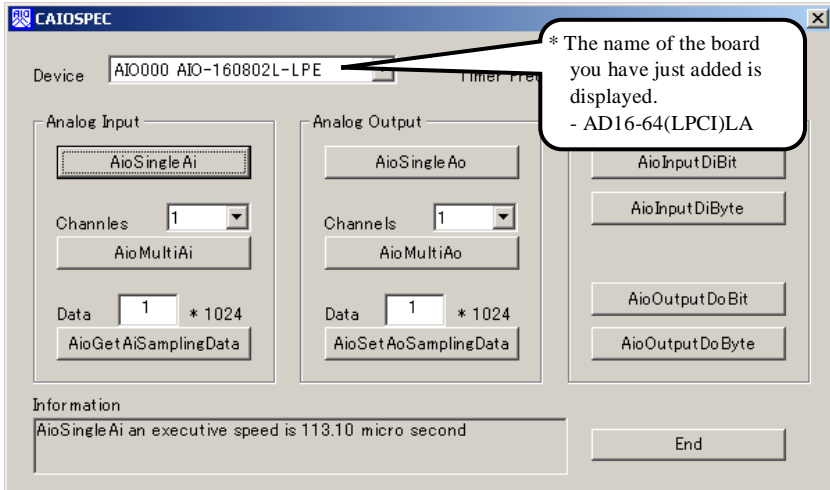 CAIOSPEC
* The name of the board
you have just added is
displayed.
- AD16-64(LPCI)LA
Device AIO000 AIO-160802L-LPE
Timer
Analog Input
AioSingleAi
Channles 1
AioMultiAi
Data 1 * 1024
AioGetAiSamplingData
Analog Output
AioSingleAo
Channels 1
AioMultiAo
Data 1 * 1024
AioSetAoSamplingData
AioInputDiBit
AioInputDiByte
AioOutputDoBit
AioOutputDoByte
Information
AioSingleAi an executive speed is 113.10 micro second
End